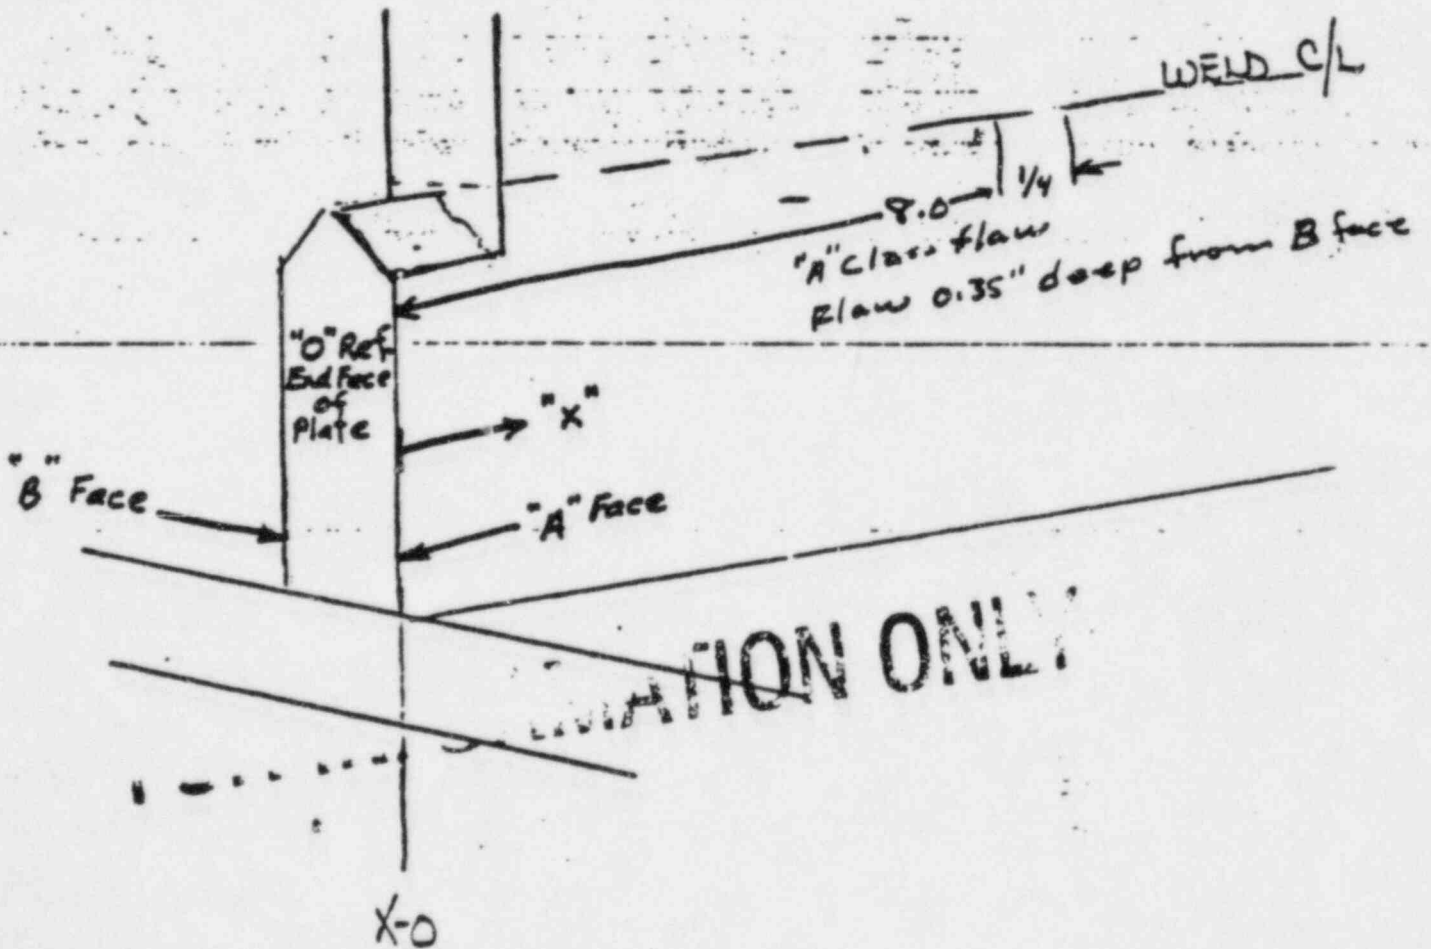 WELD C/L
1/4
8.0
"A" Class flaw
Flaw 0.35" deep from B face
"O" Ref
End Face
of
Plate
"X"
"B" Face
"A" Face
ATION ONLY
X-O